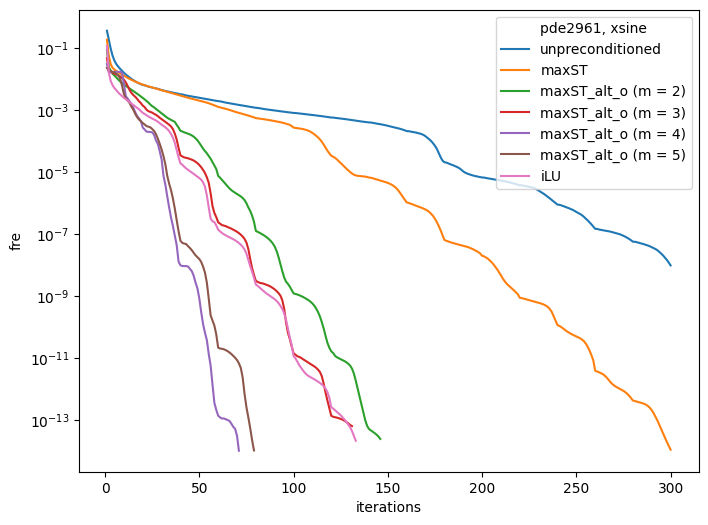 pde2961, xsine
unpreconditioned
maxST
maxST_alt_o (m = 2)
maxST_alt_o (m = 3)
maxST_alt_o (m = 4)
maxST_alt_o (m = 5)
iLU
fre
10⁻¹
10⁻³
10⁻⁵
10⁻⁷
10⁻⁹
10⁻¹¹
10⁻¹³
0 50 100 150 200 250 300
iterations